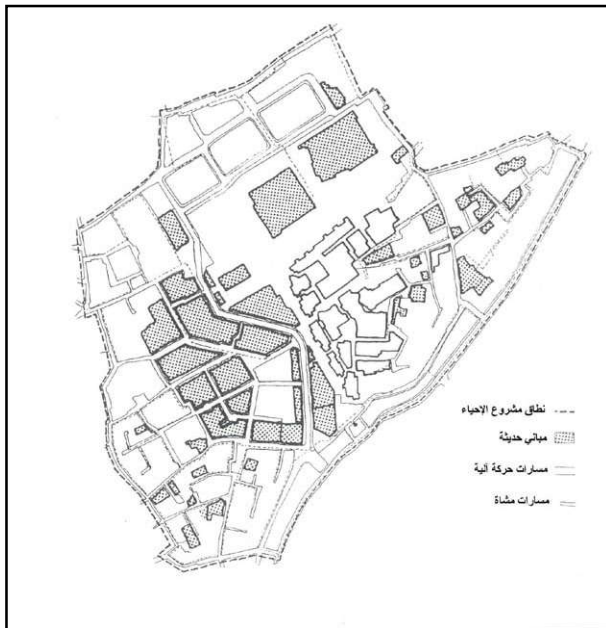 نطاق مشروع الإحياء
مباني حديثة
مسارات حركة آلية
مسارات مشاة